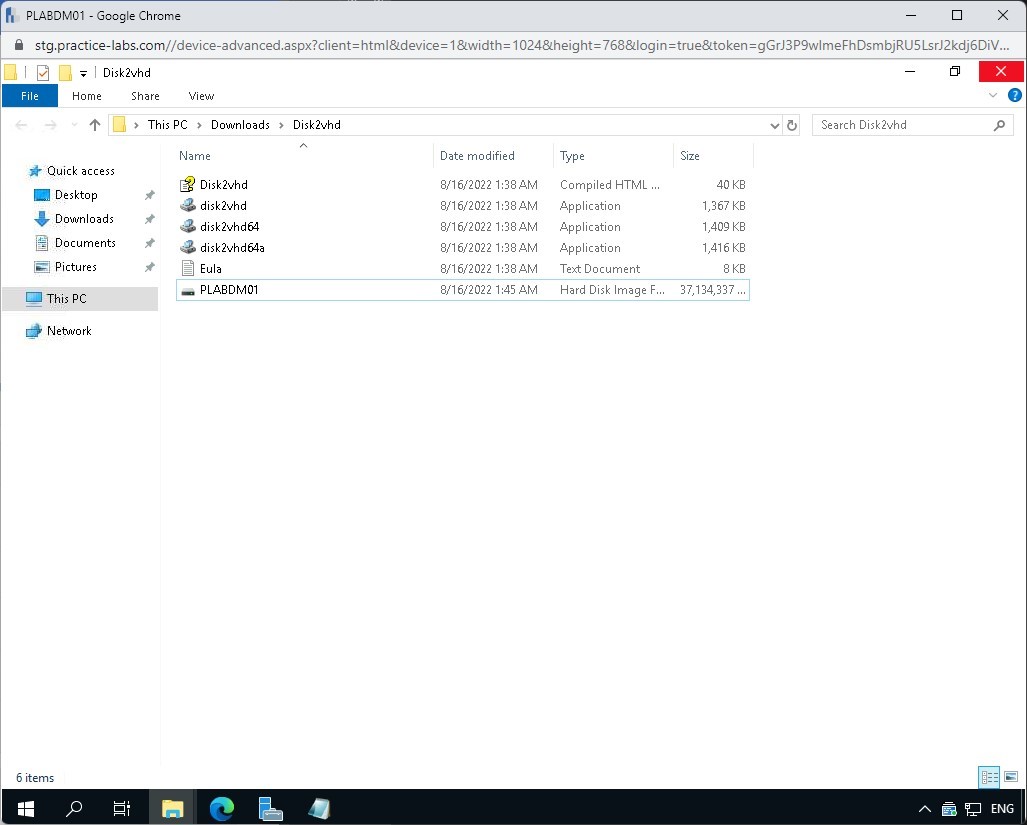 PLABDM01 - Google Chrome
stg.practice-labs.com//device-advanced.aspx?client=html&device=1&width=1024&height=768&login=true&token=gGrJ3P9wlmeFhDsmbjRU5LsrJ2kdj6DiV...
Disk2vhd
File Home Share View
This PC > Downloads > Disk2vhd
Search Disk2vhd
Name Date modified Type Size
Quick access
Desktop
Downloads
Documents
Pictures
This PC
Network
Disk2vhd 8/16/2022 1:38 AM Compiled HTML ... 40 KB
disk2vhd 8/16/2022 1:38 AM Application 1,367 KB
disk2vhd64 8/16/2022 1:38 AM Application 1,409 KB
disk2vhd64a 8/16/2022 1:38 AM Application 1,416 KB
Eula 8/16/2022 1:38 AM Text Document 8 KB
PLABDM01 8/16/2022 1:45 AM Hard Disk Image F... 37,134,337 ...
6 items
ENG